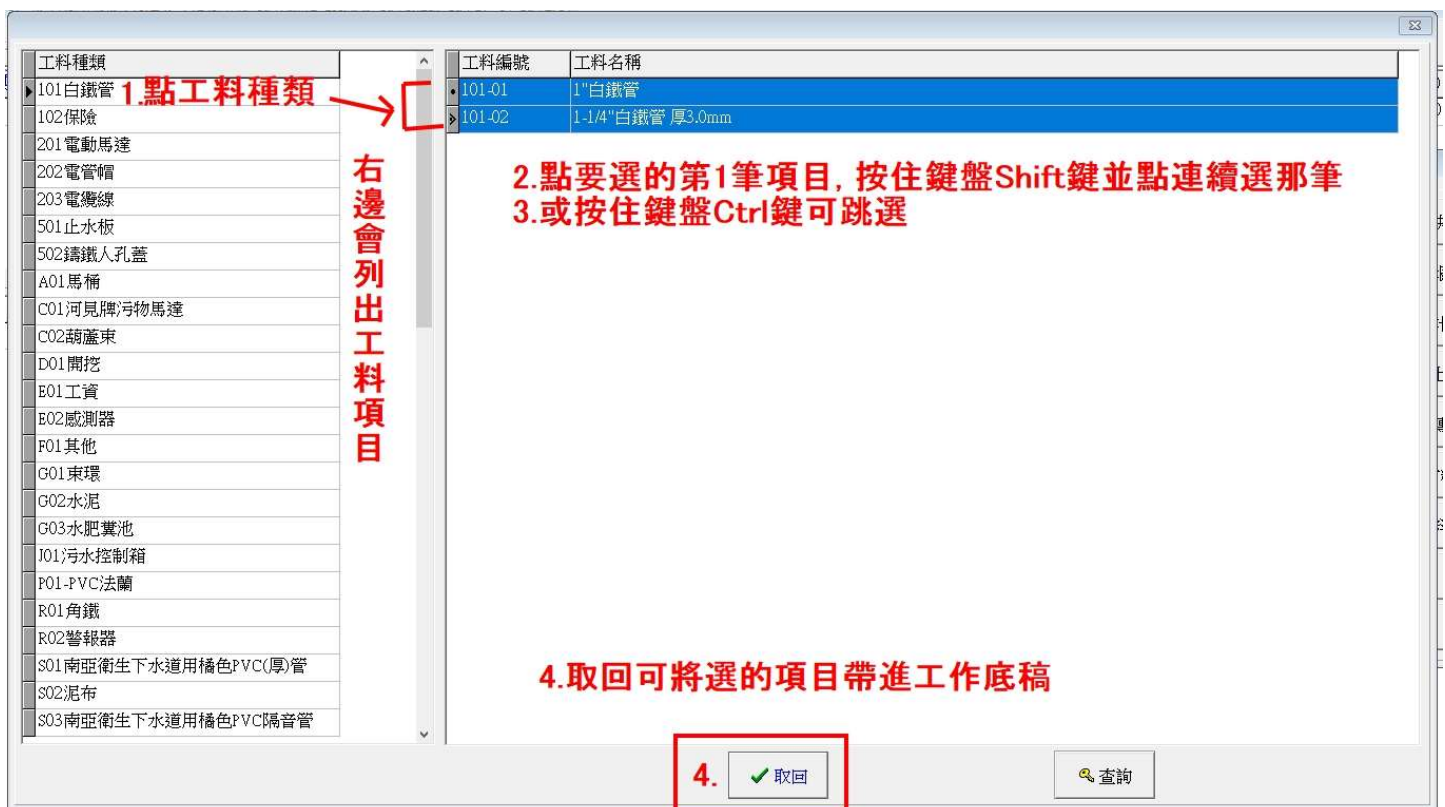 工料種類
101白鐵管
102保險
201電動馬達
202電管帽
203電纜線
501止水板
502鑄鐵人孔蓋
A01馬桶
C01河見牌污物馬達
C02葫蘆束
D01開挖
E01工資
E02感測器
F01其他
G01束環
G02水泥
G03水肥糞池
J01污水控制箱
P01-PVC法蘭
R01角鐵
R02警報器
S01南亞衛生下水道用橘色PVC(厚)管
S02泥布
S03南亞衛生下水道用橘色PVC隔音管
1.點工料種類
右邊會列出工料項目
工料編號 工料名稱
101-01 1"白鐵管
101-02 1-1/4"白鐵管 厚3.0mm
2.點要選的第1筆項目, 按住鍵盤Shift鍵並點連續選那筆
3.或按住鍵盤Ctrl鍵可跳選
4.取回可將選的項目帶進工作底稿
4. 取回
查詢